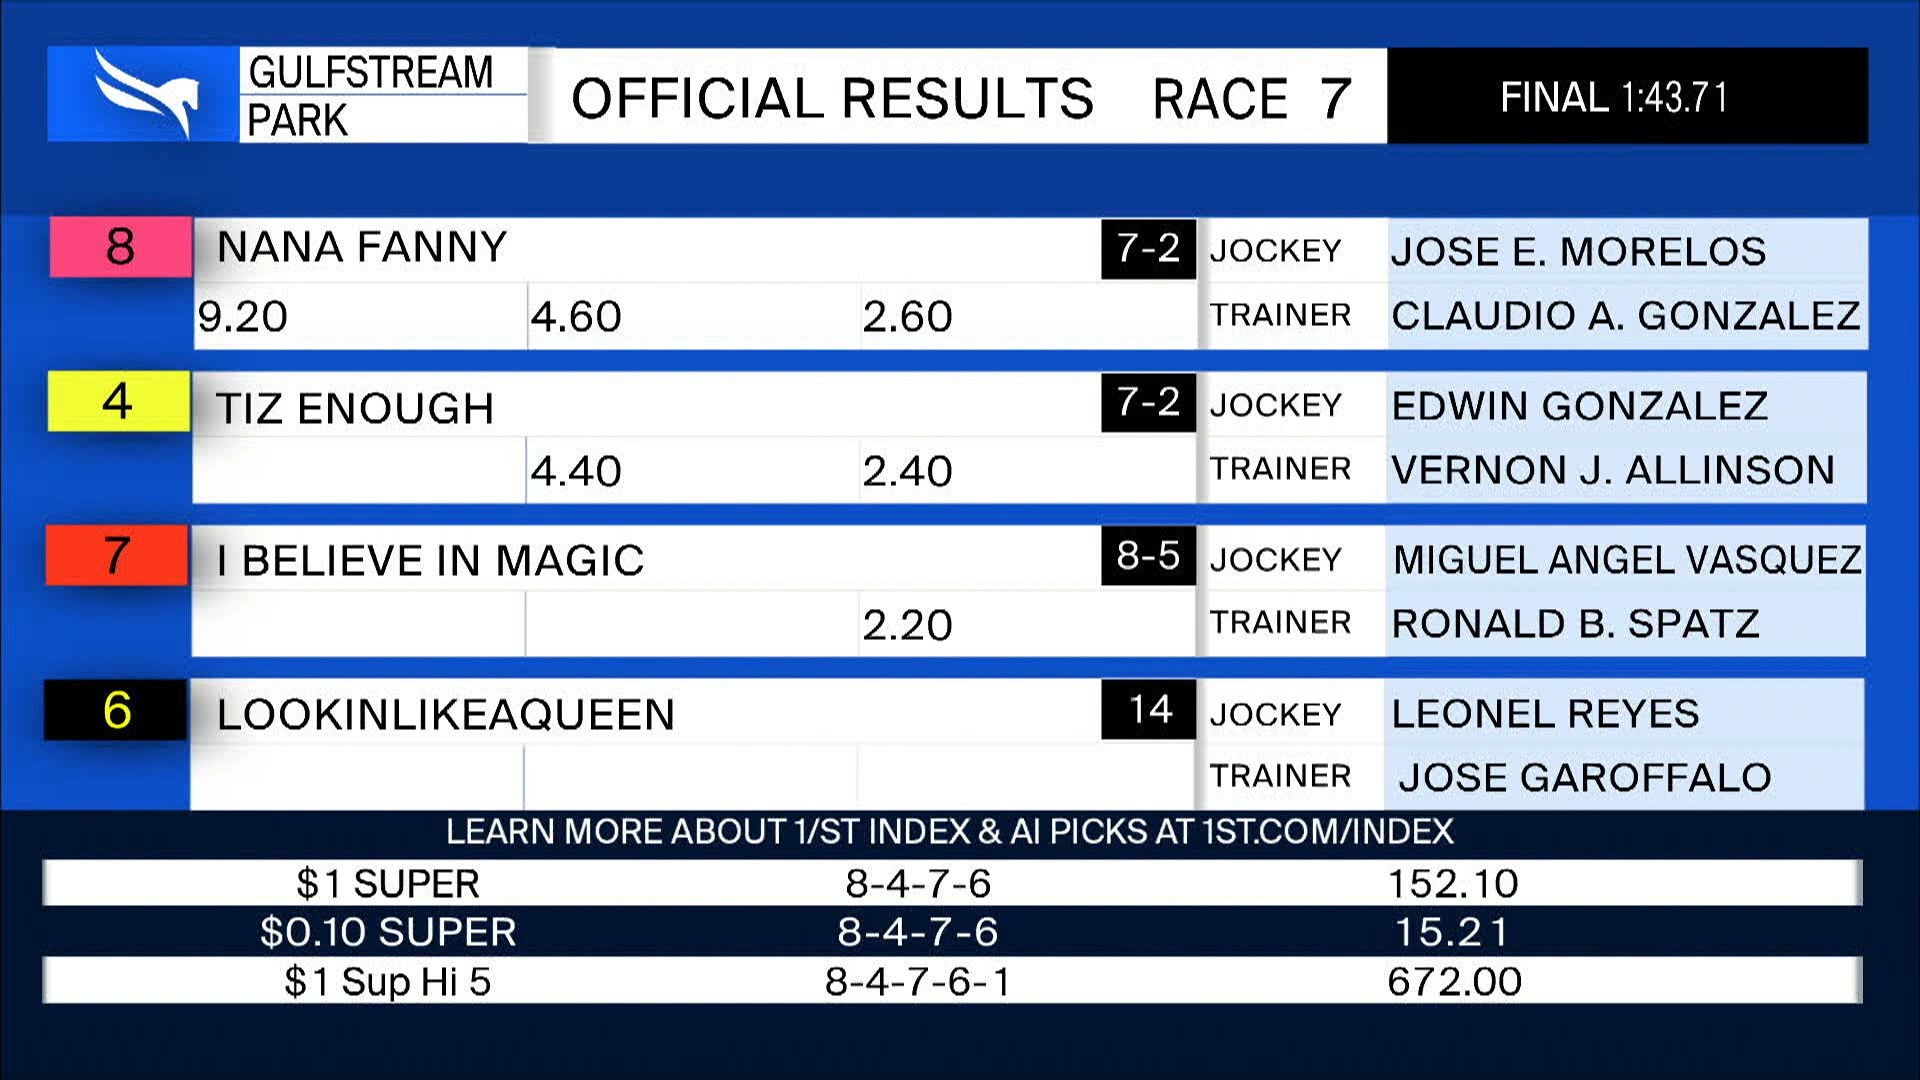 GULFSTREAM
PARK
OFFICIAL RESULTS RACE 7
FINAL 1:43.71
8 NANA FANNY 7-2 JOCKEY JOSE E. MORELOS
9.20 4.60 2.60 TRAINER CLAUDIO A. GONZALEZ
4 TIZ ENOUGH 7-2 JOCKEY EDWIN GONZALEZ
4.40 2.40 TRAINER VERNON J. ALLINSON
7 I BELIEVE IN MAGIC 8-5 JOCKEY MIGUEL ANGEL VASQUEZ
2.20 TRAINER RONALD B. SPATZ
6 LOOKINLIKEAQUEEN 14 JOCKEY LEONEL REYES
TRAINER JOSE GAROFFALO
LEARN MORE ABOUT 1/ST INDEX & AI PICKS AT 1ST.COM/INDEX
$1 SUPER 8-4-7-6 152.10
$0.10 SUPER 8-4-7-6 15.21
$1 Sup Hi 5 8-4-7-6-1 672.00